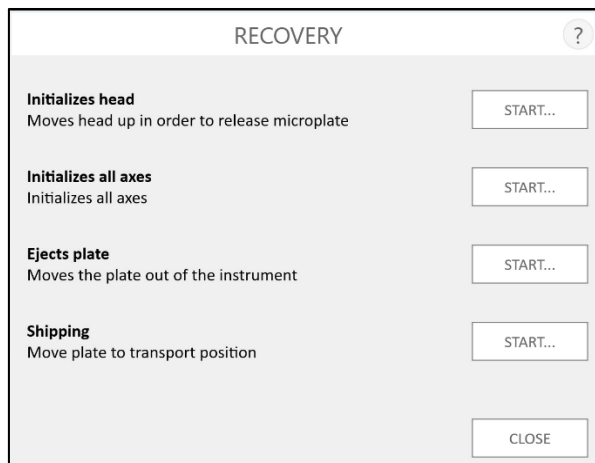 RECOVERY
?
Initializes head
Moves head up in order to release microplate
START...
Initializes all axes
Initializes all axes
START...
Ejects plate
Moves the plate out of the instrument
START...
Shipping
Move plate to transport position
START...
CLOSE